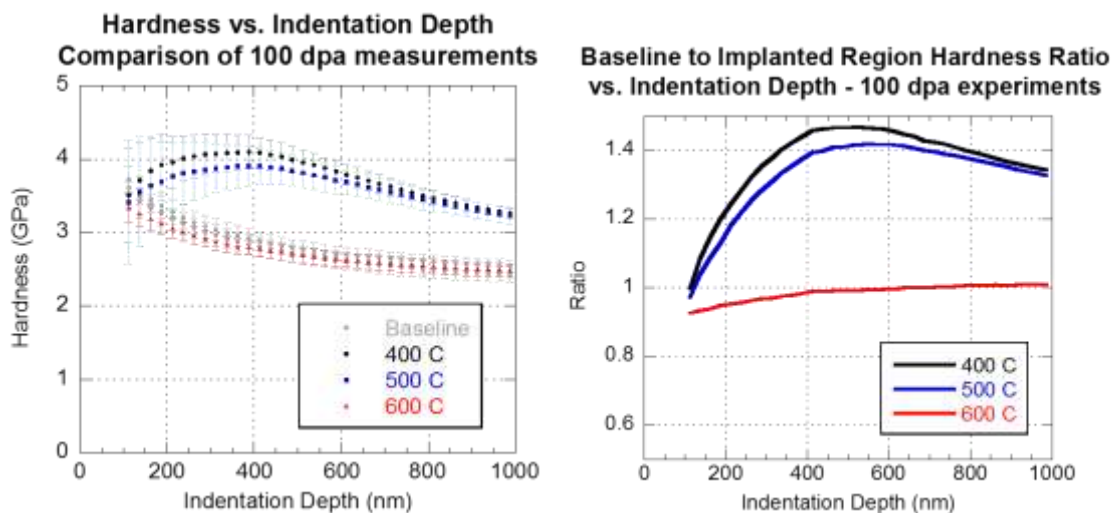 Hardness vs. Indentation Depth
Comparison of 100 dpa measurements
5
4
3
2
1
0
Hardness (GPa)
Baseline
400 C
500 C
600 C
0 200 400 600 800 1000
Indentation Depth (nm)
Baseline to Implanted Region Hardness Ratio
vs. Indentation Depth - 100 dpa experiments
1.4
1.2
1
0.8
0.6
Ratio
400 C
500 C
600 C
0 200 400 600 800 1000
Indentation Depth (nm)